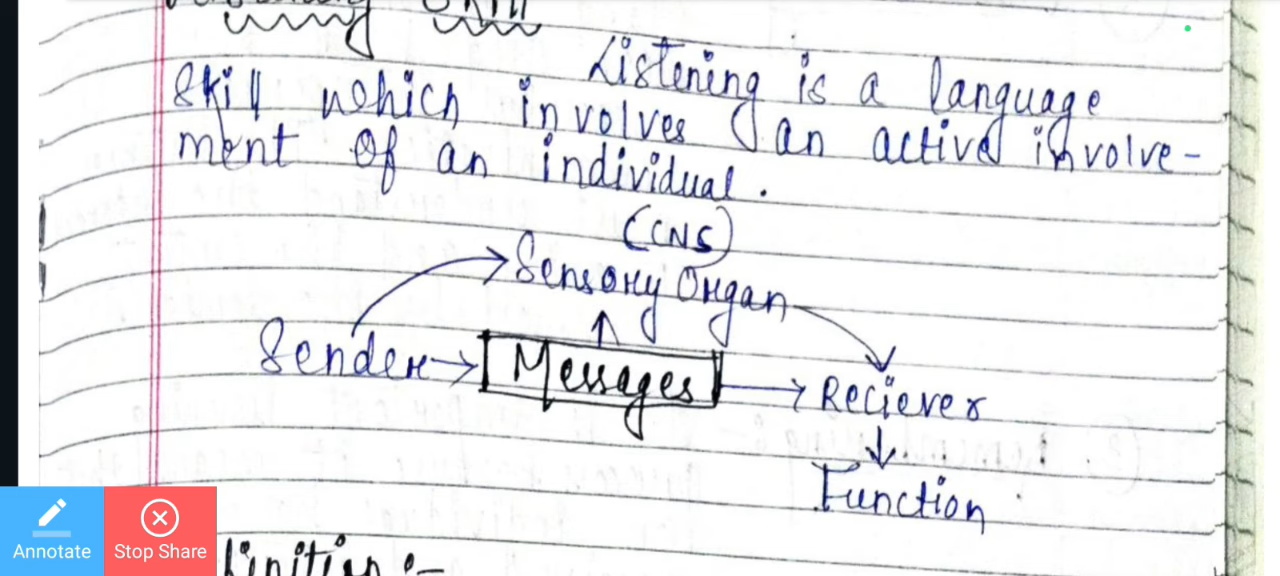 Listening is a language
Skill which involves an active involve-
ment of an individual.
(CNS)
Sensory Organ
Sender Messages Reciever
Function
Annotate Stop Share